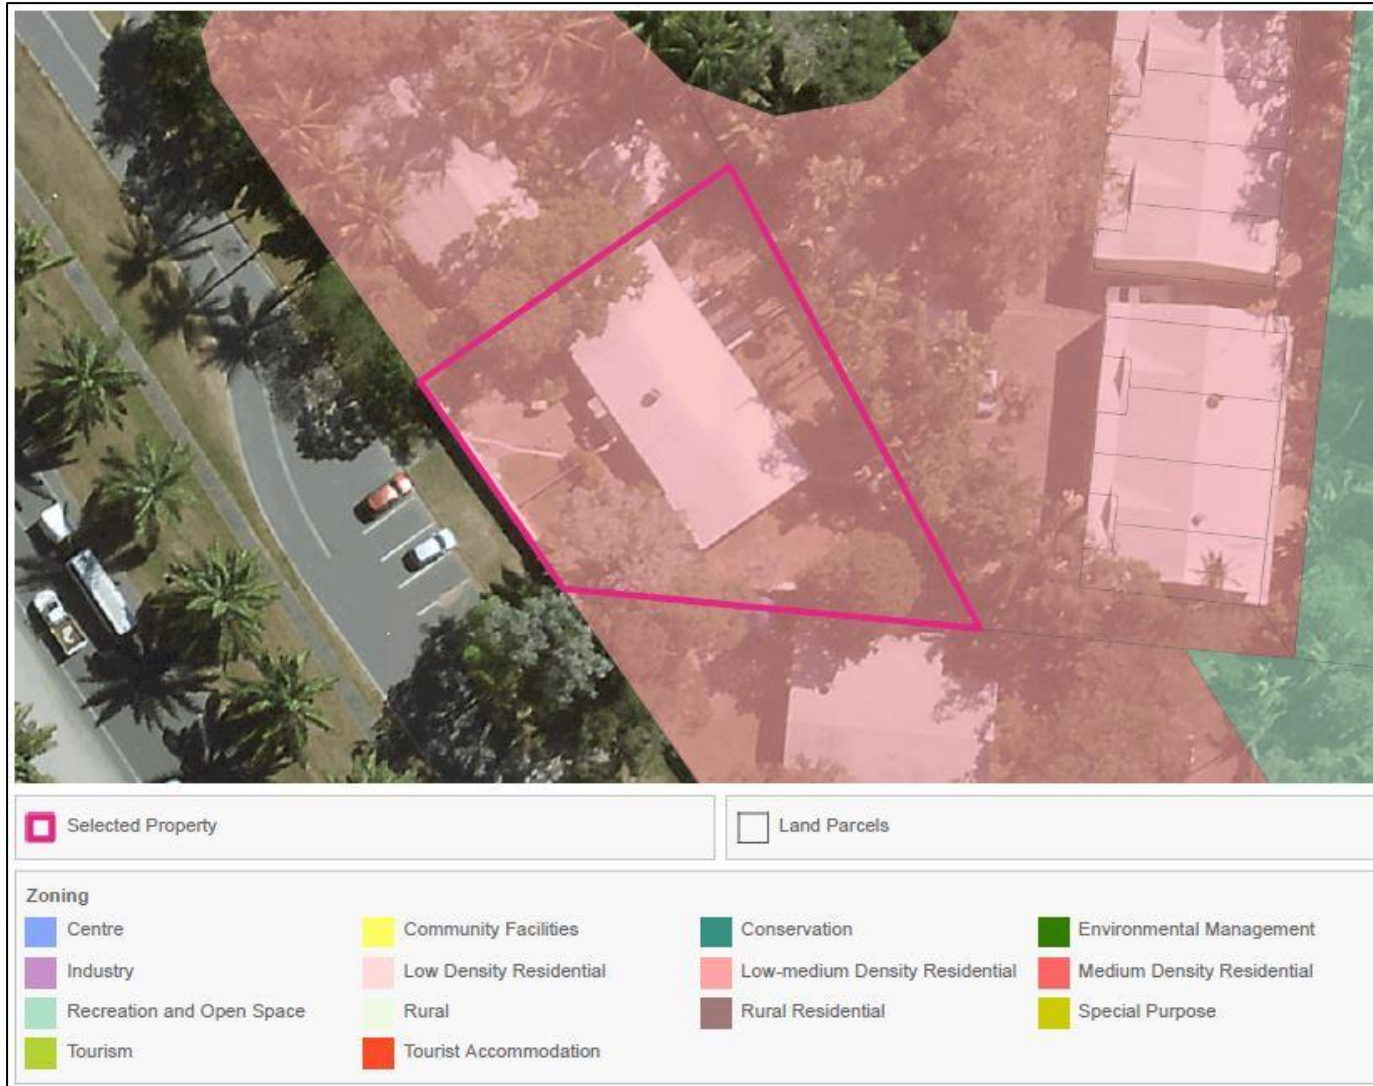 Selected Property
Land Parcels
Zoning
Centre
Community Facilities
Conservation
Environmental Management
Industry
Low Density Residential
Low-medium Density Residential
Medium Density Residential
Recreation and Open Space
Rural
Rural Residential
Special Purpose
Tourism
Tourist Accommodation